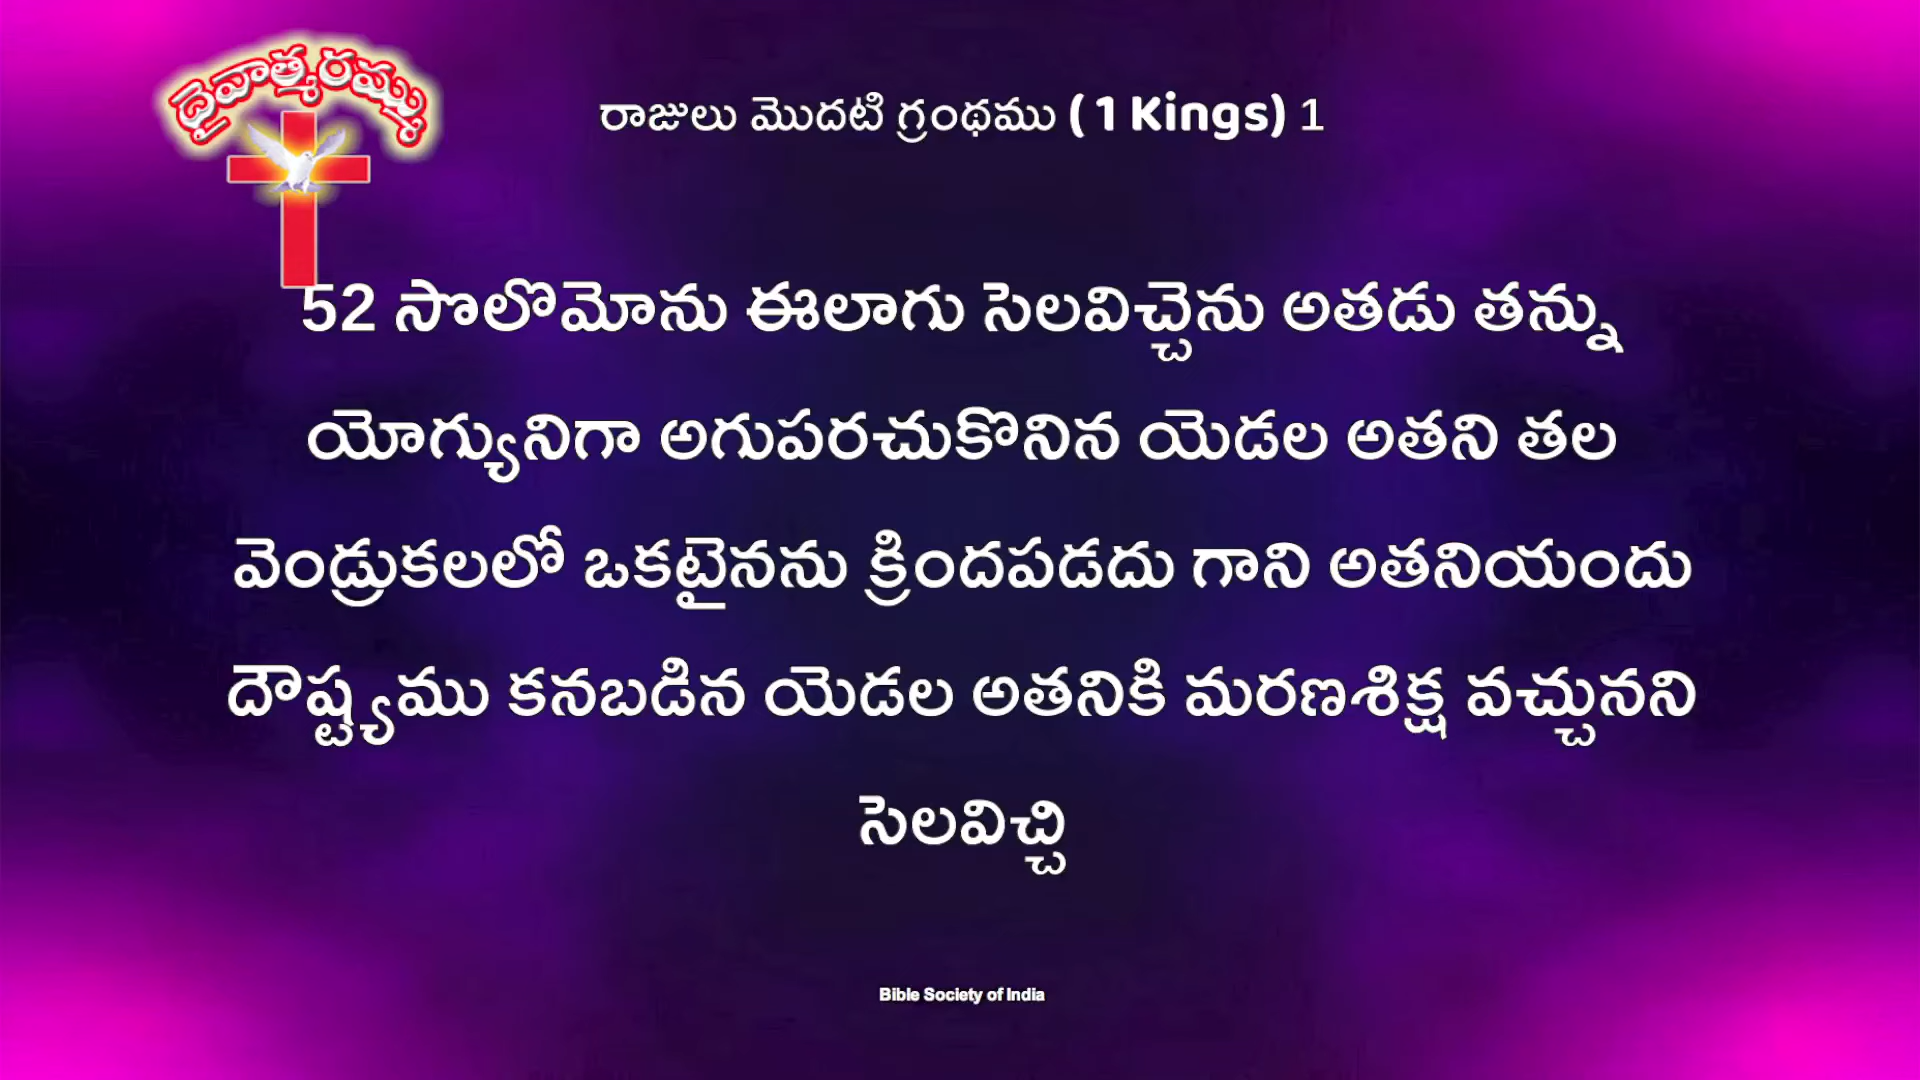 దైవాత్మరమ్ము
రాజులు మొదటి గ్రంథము ( 1 Kings) 1
52 సొలొమోను ఈలాగు సెలవిచ్చెను అతడు తన్ను
యోగ్యునిగా అగుపరచుకొనిన యెడల అతని తల
వెండ్రుకలలో ఒకటైనను క్రిందపడదు గాని అతనియందు
దౌష్ట్యము కనబడిన యెడల అతనికి మరణశిక్ష వచ్చునని
సెలవిచ్చి
Bible Society of India